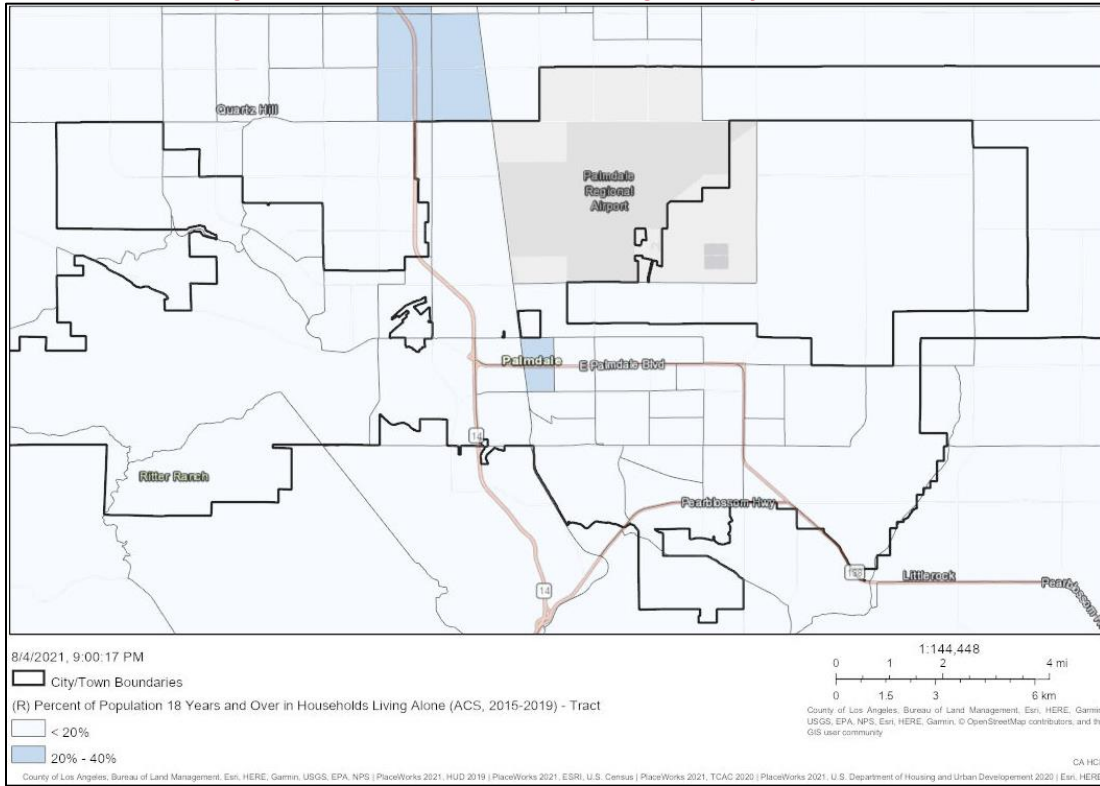 Quartz Hill
Palmdale
Regional
Airport
Palmdale
E Palmdale Blvd
14
Ritter Ranch
Pearblossom Hwy
14
138
Littlerock
8/4/2021, 9:00:17 PM
City/Town Boundaries
(R) Percent of Population 18 Years and Over in Households Living Alone (ACS, 2015-2019) - Tract
< 20%
20% - 40%
1:144,448
0 1 2 4 mi
0 1.5 3 6 km
County of Los Angeles, Bureau of Land Management, Esri, HERE, Garmin,
USGS, EPA, NPS, Esri, HERE, Garmin, © OpenStreetMap contributors, and the
GIS user community
CA HCD
County of Los Angeles, Bureau of Land Management, Esri, HERE, Garmin, USGS, EPA, NPS | PlaceWorks 2021, HUD 2019 | PlaceWorks 2021, ESRI, U.S. Census | PlaceWorks 2021, TCAC 2020 | PlaceWorks 2021, U.S. Department of Housing and Urban Developement 2020 | Esri, HERE